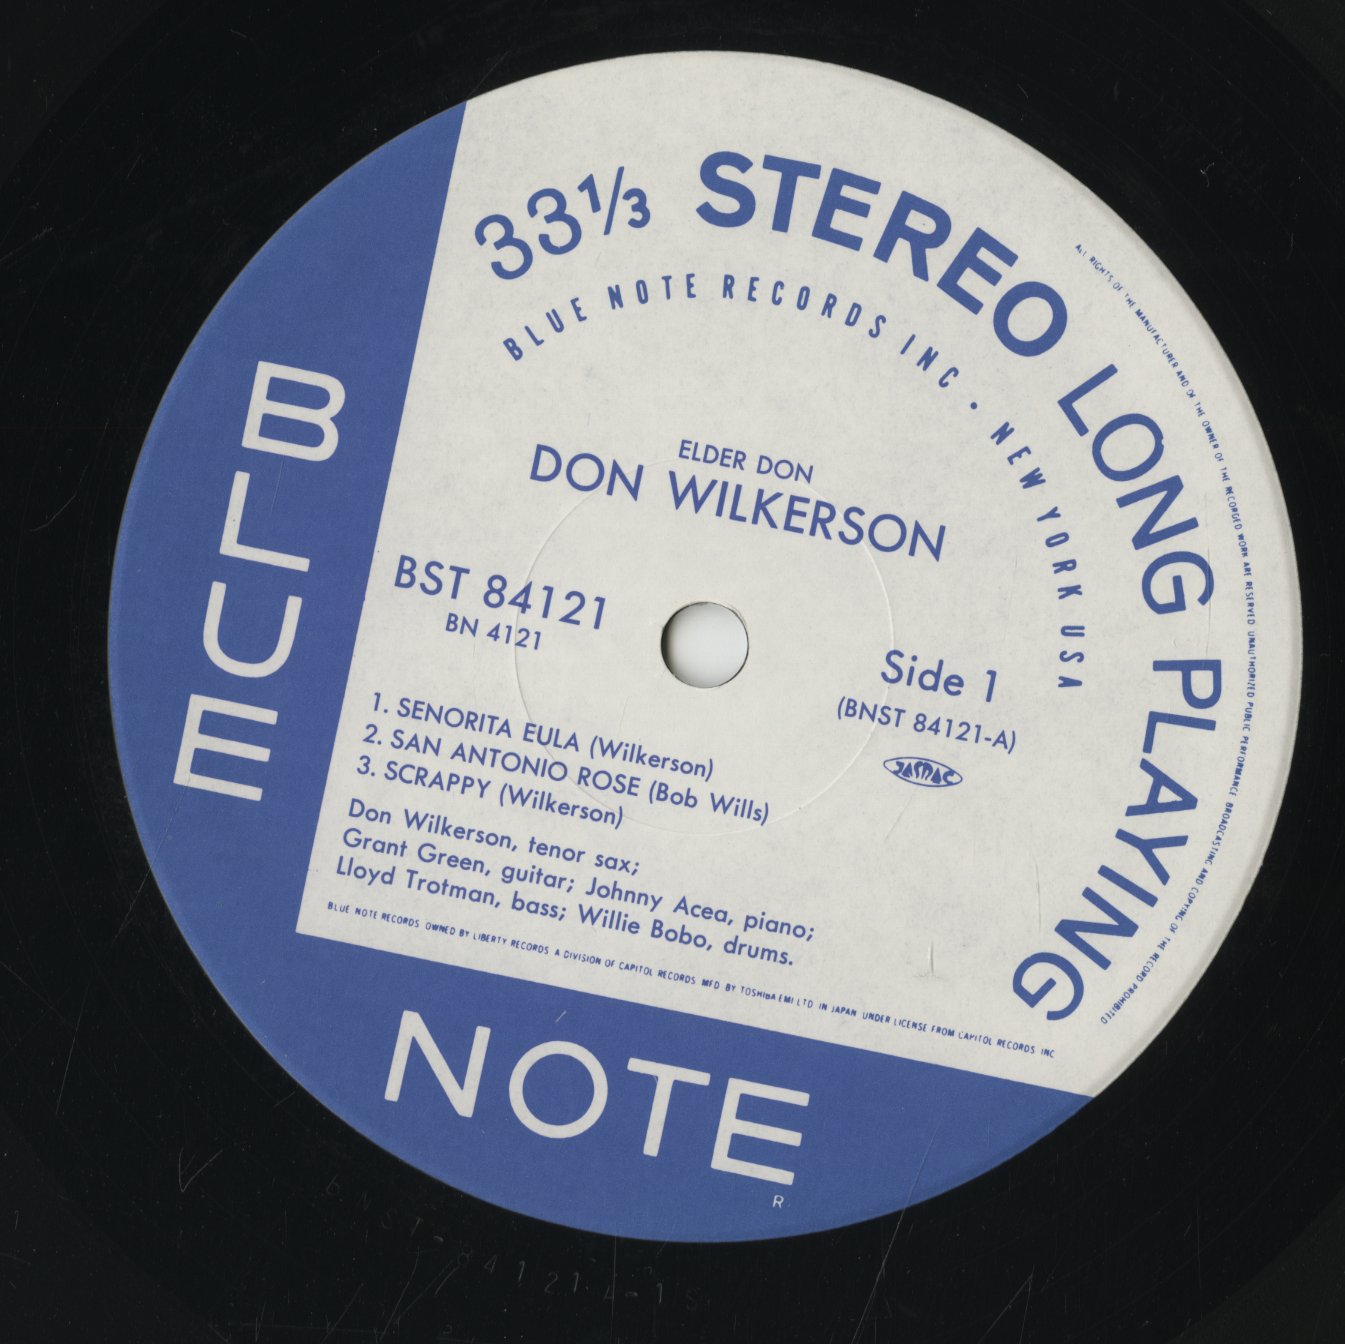 33⅓ STEREO LONG PLAYING
BLUE NOTE RECORDS INC • NEW YORK USA
ALL RIGHTS OF THE MANUFACTURER AND OF THE OWNER OF THE RECORDED WORK ARE RESERVED UNAUTHORIZED PUBLIC PERFORMANCE BROADCASTING AND COPYING OF THE RECORD PROHIBITED
ELDER DON
DON WILKERSON
BST 84121
BN 4121
Side 1
(BNST 84121-A)
JASRAC
1. SENORITA EULA (Wilkerson)
2. SAN ANTONIO ROSE (Bob Wills)
3. SCRAPPY (Wilkerson)
Don Wilkerson, tenor sax;
Grant Green, guitar; Johnny Acea, piano;
Lloyd Trotman, bass; Willie Bobo, drums.
BLUE NOTE RECORDS OWNED BY LIBERTY RECORDS A DIVISION OF CAPITOL RECORDS MFD BY TOSHIBA EMI LTD IN JAPAN UNDER LICENSE FROM CAPITOL RECORDS INC
BLUE
NOTE
R
BNST-84121